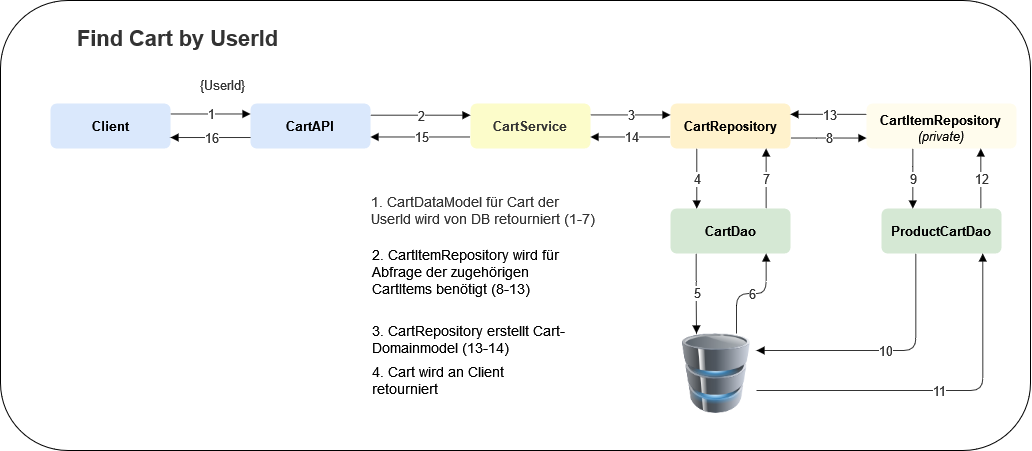 Find Cart by UserId
{UserId}
1
2
3
13
Client
CartAPI
CartService
CartRepository
CartItemRepository
(private)
16
15
14
8
4
7
9
12
1. CartDataModel für Cart der
UserId wird von DB retourniert (1-7)
CartDao
ProductCartDao
2. CartItemRepository wird für
Abfrage der zugehörigen
CartItems benötigt (8-13)
5
6
3. CartRepository erstellt Cart-
Domainmodel (13-14)
10
4. Cart wird an Client
retourniert
11